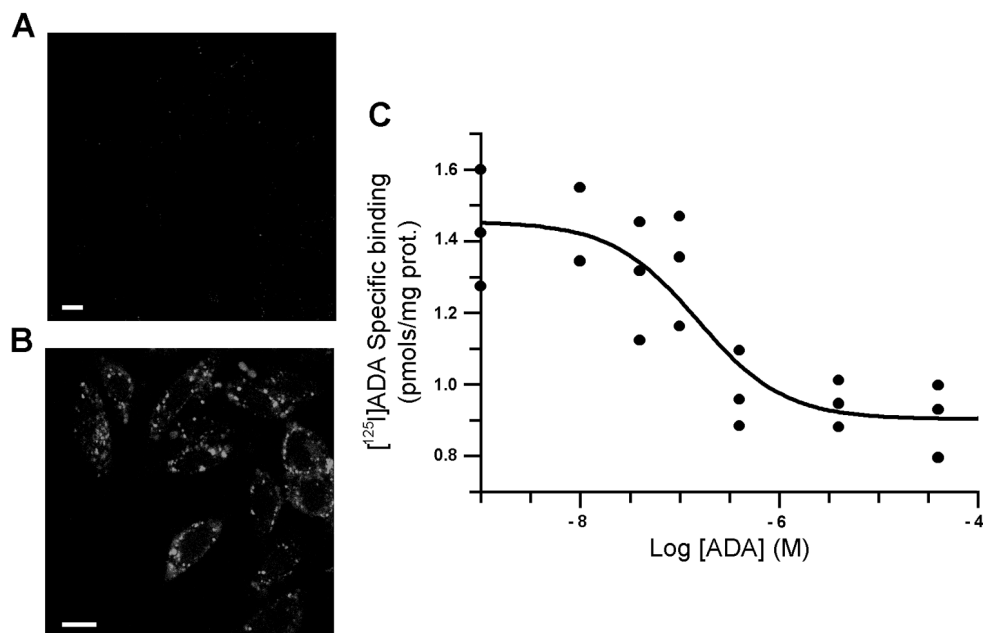 A
B
C
[¹²⁵I]ADA Specific binding
(pmols/mg prot.)
1.6
1.4
1.2
1.0
0.8
-8
-6
-4
Log [ADA] (M)